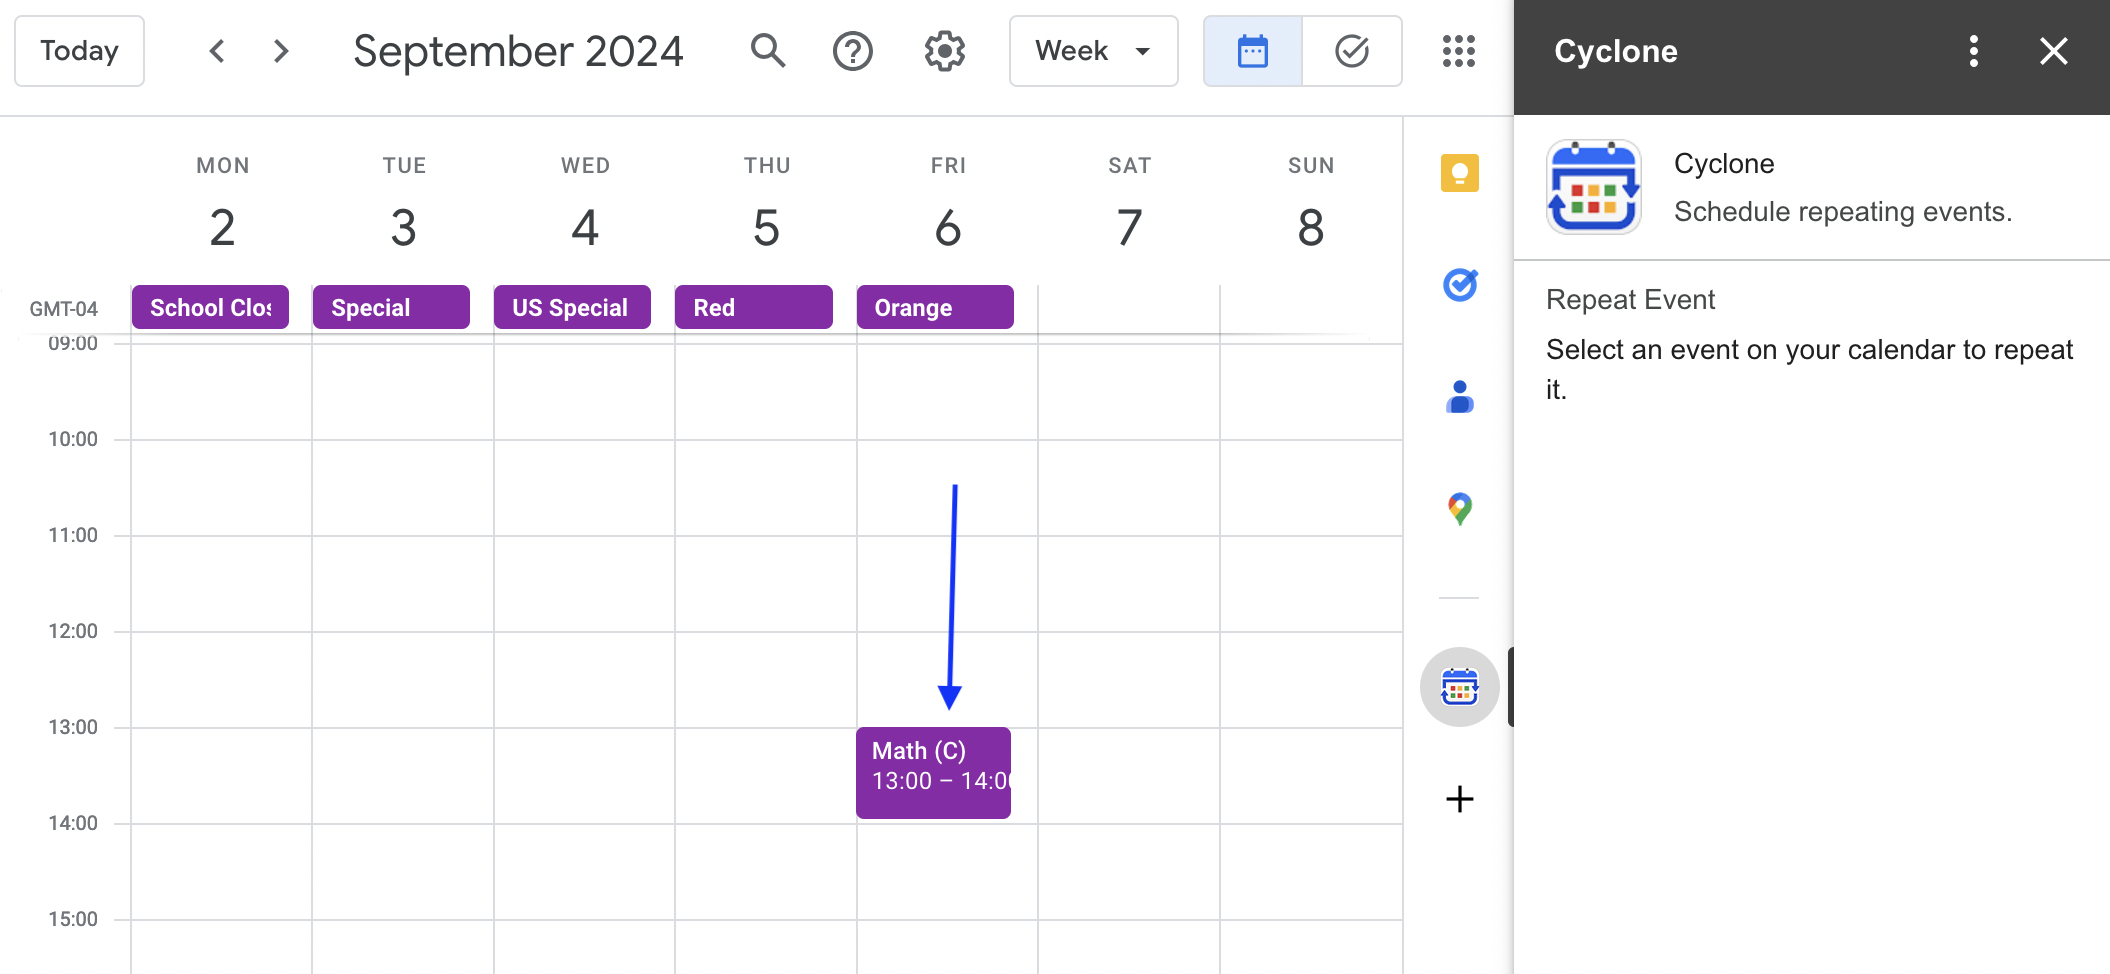 Today
September 2024
Week
Cyclone
Cyclone
Schedule repeating events.
Repeat Event
Select an event on your calendar to repeat
it.
MON TUE WED THU FRI SAT SUN
2 3 4 5 6 7 8
GMT-04
School Clos
Special
US Special
Red
Orange
09:00
10:00
11:00
12:00
13:00
Math (C)
13:00 – 14:00
14:00
15:00